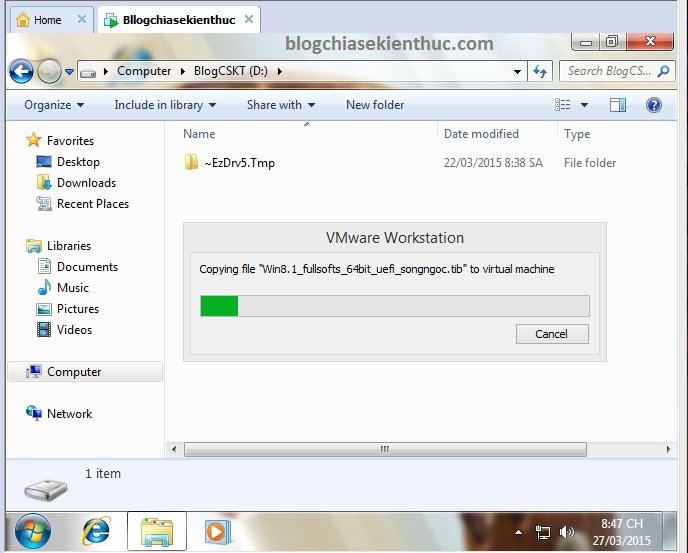 Home
Bllogchiasekienthuc
blogchiasekienthuc.com
Computer BlogCSKT (D:)
Search BlogCS...
Organize Include in library Share with New folder
Name Date modified Type
~EzDrv5.Tmp 22/03/2015 8:38 SA File folder
Favorites
Desktop
Downloads
Recent Places
Libraries
Documents
Music
Pictures
Videos
Computer
Network
VMware Workstation
Copying file "Win8.1_fullsofts_64bit_uefi_songngoc.tib" to virtual machine
Cancel
1 item
8:47 CH
27/03/2015